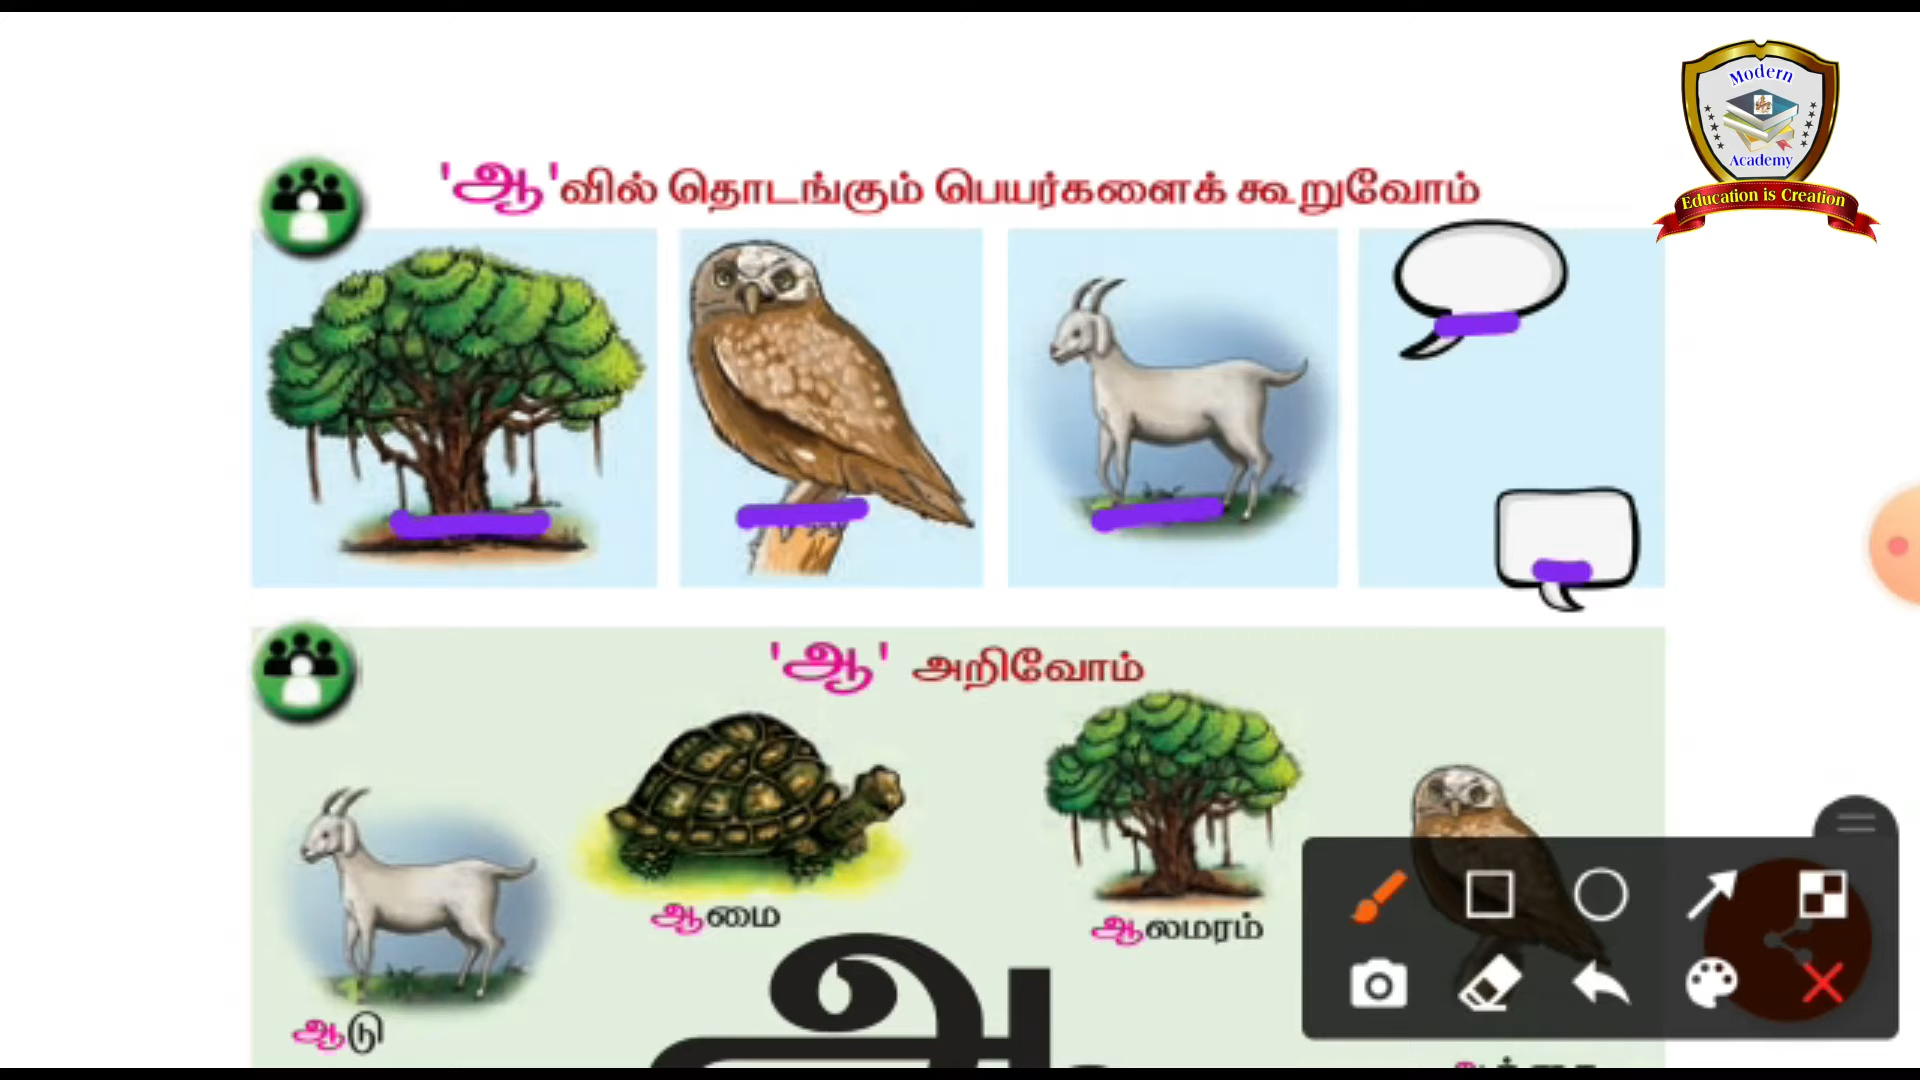 Modern
Academy
Education is Creation
'ஆ'வில் தொடங்கும் பெயர்களைக் கூறுவோம்
'ஆ' அறிவோம்
ஆமை
ஆலமரம்
ஆடு